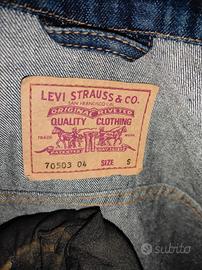 LEVI STRAUSS & CO.
SAN FRANCISCO CAL
ORIGINAL RIVETED
QUALITY CLOTHING
TRADE MARK
70503 04 SIZE S
subito